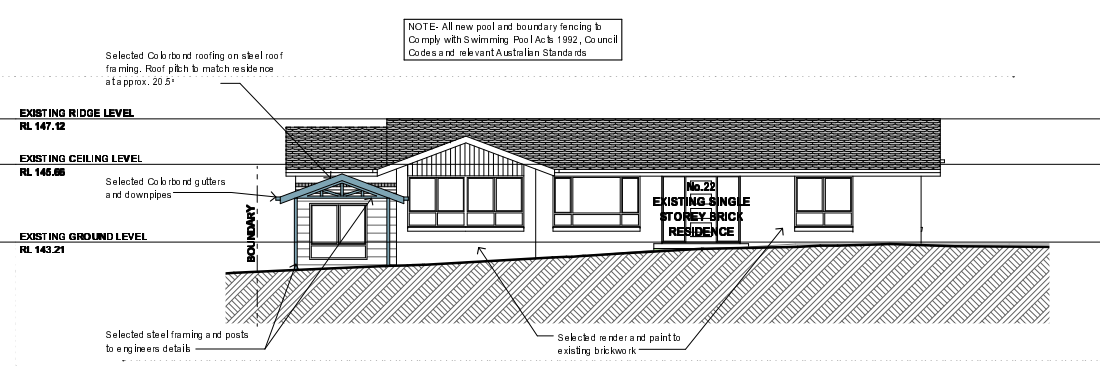 NOTE- All new pool and boundary fencing to
Comply with Swimming Pool Acts 1992, Council
Codes and relevant Australian Standards
Selected Colorbond roofing on steel roof
framing. Roof pitch to match residence
at approx. 20.5°
EXISTING RIDGE LEVEL
RL 147.12
EXISTING CEILING LEVEL
RL 145.66
Selected Colorbond gutters
and downpipes
No.22
EXISTING SINGLE
STOREY BRICK
RESIDENCE
BOUNDARY
EXISTING GROUND LEVEL
RL 143.21
Selected steel framing and posts
to engineers details
Selected render and paint to
existing brickwork